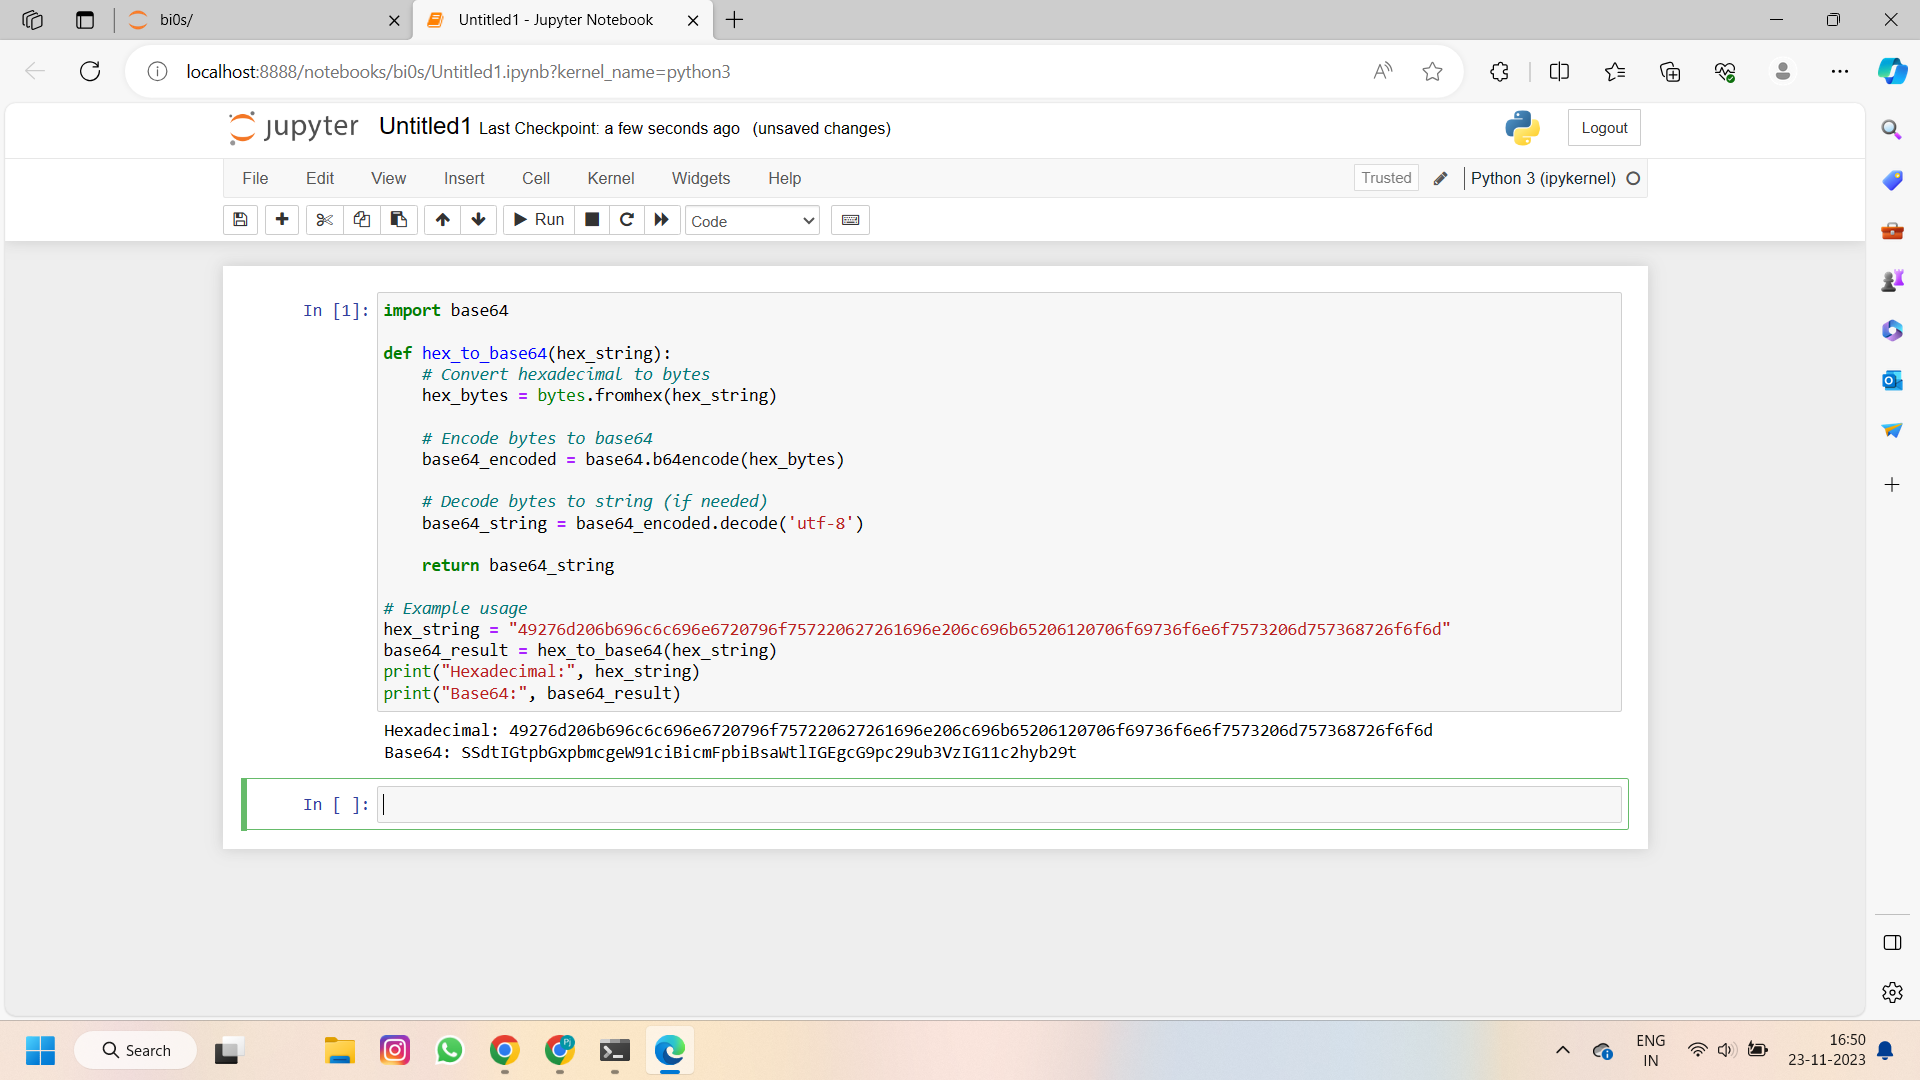 bi0s/
Untitled1 - Jupyter Notebook
localhost:8888/notebooks/bi0s/Untitled1.ipynb?kernel_name=python3
jupyter Untitled1 Last Checkpoint: a few seconds ago (unsaved changes)
Logout
File Edit View Insert Cell Kernel Widgets Help
Trusted
Python 3 (ipykernel)
Run
Code
In [1]:
import base64
def hex_to_base64(hex_string):
    # Convert hexadecimal to bytes
    hex_bytes = bytes.fromhex(hex_string)
    # Encode bytes to base64
    base64_encoded = base64.b64encode(hex_bytes)
    # Decode bytes to string (if needed)
    base64_string = base64_encoded.decode('utf-8')
    return base64_string
# Example usage
hex_string = "49276d206b696c6c696e6720796f757220627261696e206c696b65206120706f69736f6e6f7573206d757368726f6f6d"
base64_result = hex_to_base64(hex_string)
print("Hexadecimal:", hex_string)
print("Base64:", base64_result)
Hexadecimal: 49276d206b696c6c696e6720796f757220627261696e206c696b65206120706f69736f6e6f7573206d757368726f6f6d
Base64: SSdtIGtpbGxpbmcgeW91ciBicmFpbiBsaWtlIGEgcG9pc29ub3VzIG11c2hyb29t
In [ ]:
Search
ENG
IN
16:50
23-11-2023